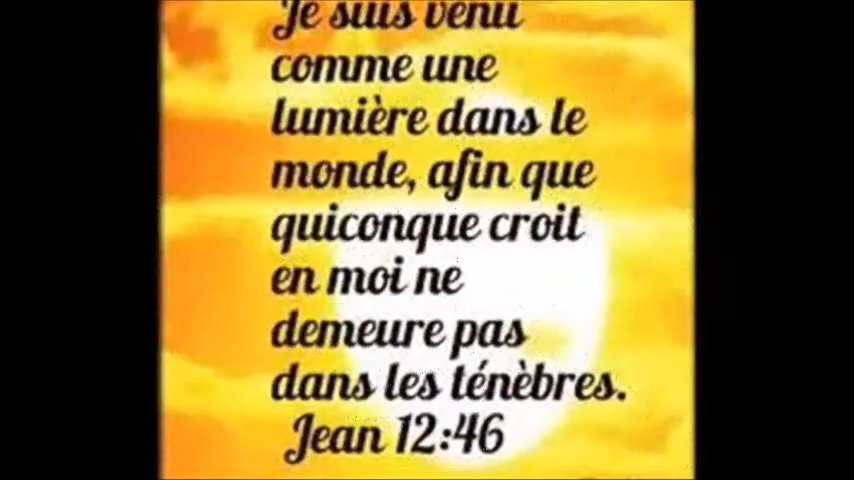 Je suis venu
comme une
lumière dans le
monde, afin que
quiconque croit
en moi ne
demeure pas
dans les ténèbres.
Jean 12:46